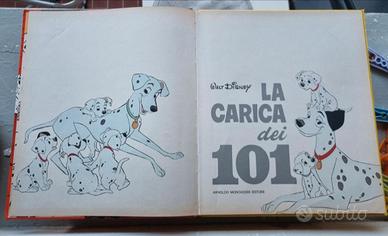 WALT DISNEY
LA
CARICA
dei
101
ARNOLDO MONDADORI EDITORE
subito